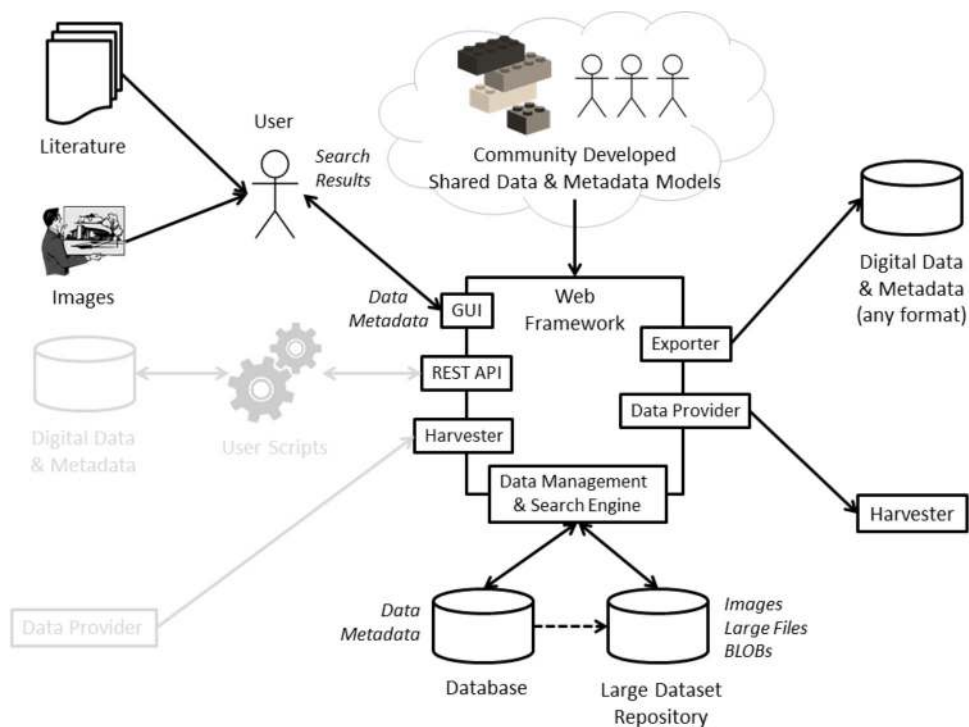 Literature
User
Search
Results
Images
Community Developed
Shared Data & Metadata Models
Digital Data
& Metadata
(any format)
Data
Metadata
GUI
Web
Framework
Exporter
REST API
Data Provider
Harvester
Digital Data
& Metadata
User Scripts
Data Management
& Search Engine
Harvester
Data Provider
Data
Metadata
Images
Large Files
BLOBs
Database
Large Dataset
Repository